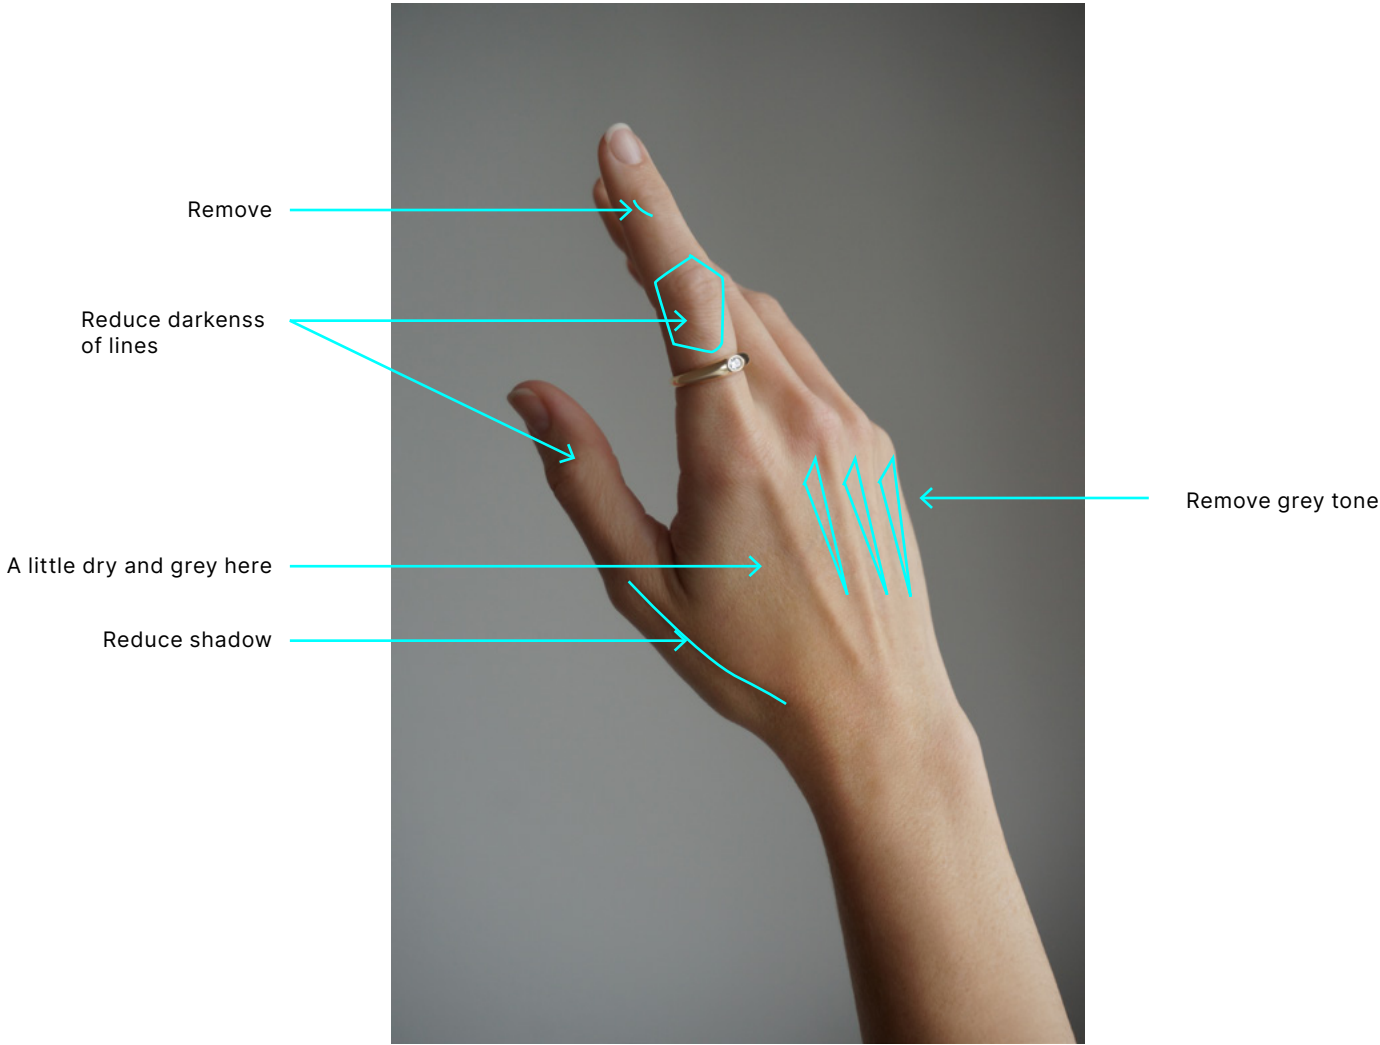 Remove
Reduce darkenss
of lines
Remove grey tone
A little dry and grey here
Reduce shadow